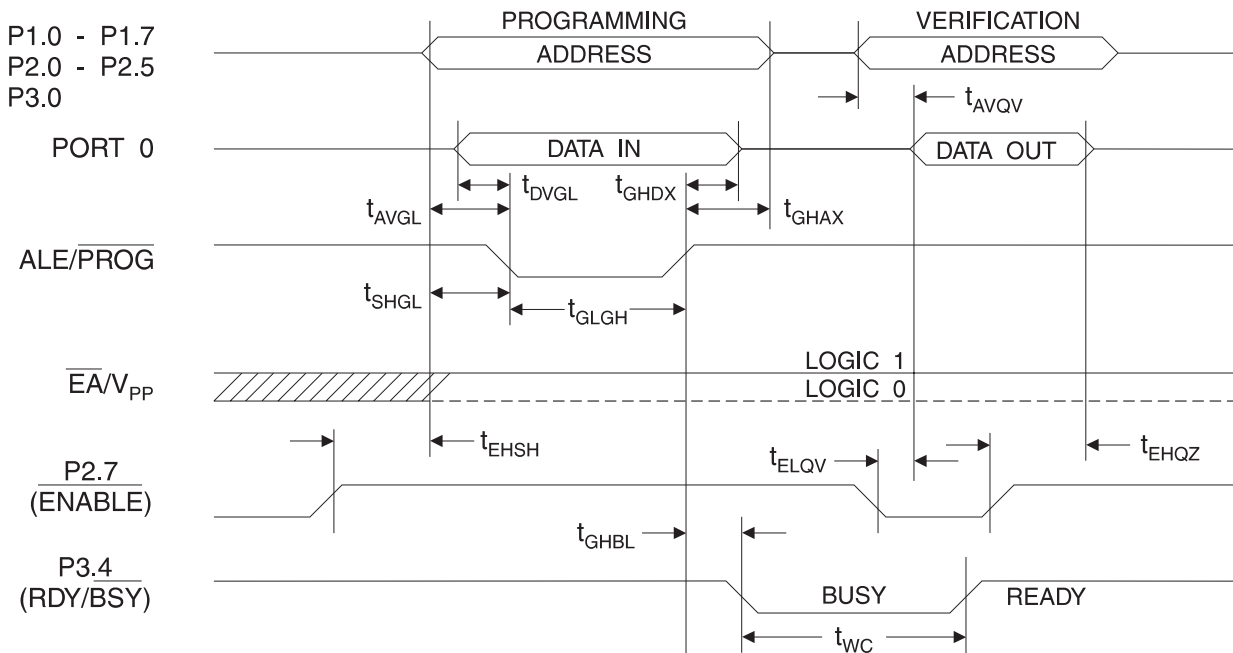 PROGRAMMING VERIFICATION
P1.0 - P1.7
P2.0 - P2.5
P3.0
ADDRESS ADDRESS
tAVQV
PORT 0
DATA IN DATA OUT
tDVGL tGHDX
tAVGL tGHAX
ALE/PROG
tSHGL tGLGH
EA/VPP
LOGIC 1
LOGIC 0
tEHSH tELQV tEHQZ
P2.7
(ENABLE)
tGHBL
P3.4
(RDY/BSY)
BUSY READY
tWC